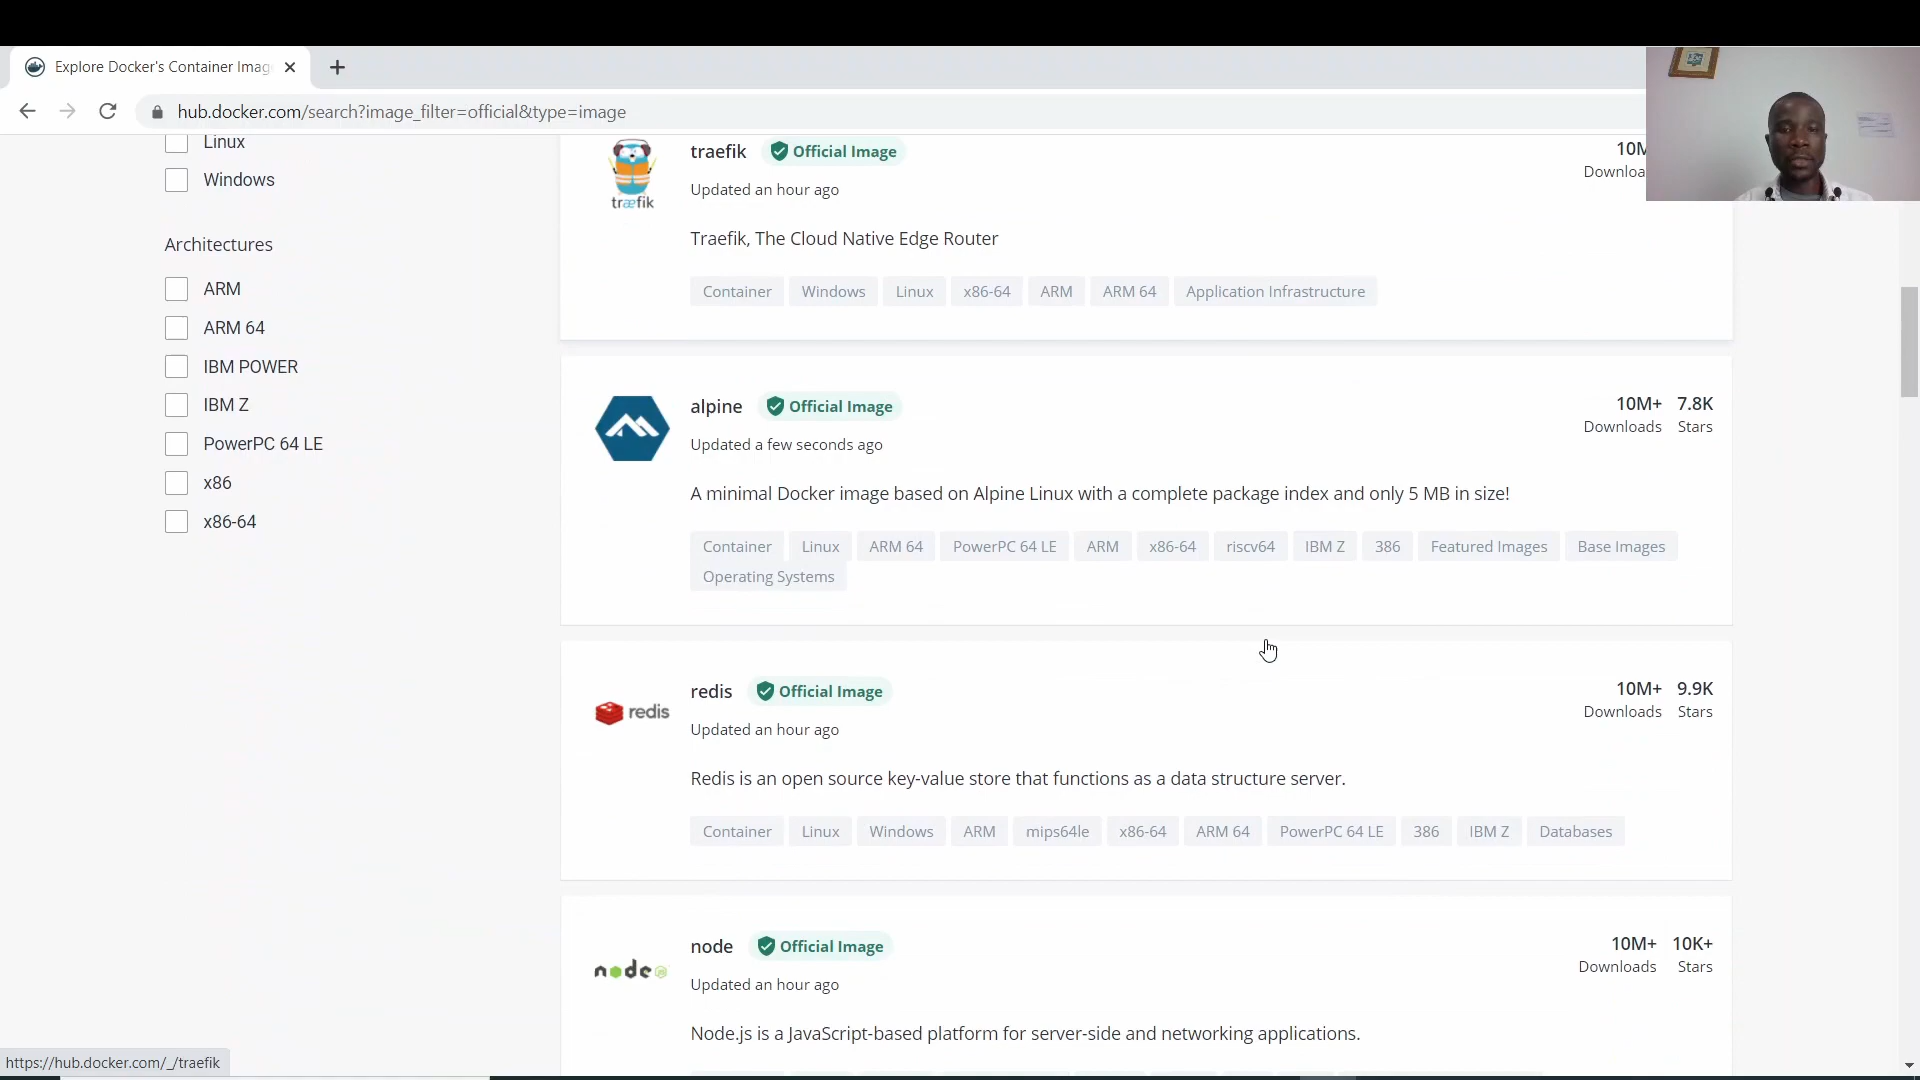 Explore Docker's Container Imag
hub.docker.com/search?image_filter=official&type=image
Linux
Windows
Architectures
ARM
ARM 64
IBM POWER
IBM Z
PowerPC 64 LE
x86
x86-64
træfik
traefik Official Image
10M
Downloa
Updated an hour ago
Traefik, The Cloud Native Edge Router
Container Windows Linux x86-64 ARM ARM 64 Application Infrastructure
alpine Official Image
10M+ 7.8K
Downloads Stars
Updated a few seconds ago
A minimal Docker image based on Alpine Linux with a complete package index and only 5 MB in size!
Container Linux ARM 64 PowerPC 64 LE ARM x86-64 riscv64 IBM Z 386 Featured Images Base Images
Operating Systems
redis
redis Official Image
10M+ 9.9K
Downloads Stars
Updated an hour ago
Redis is an open source key-value store that functions as a data structure server.
Container Linux Windows ARM mips64le x86-64 ARM 64 PowerPC 64 LE 386 IBM Z Databases
node
node Official Image
10M+ 10K+
Downloads Stars
Updated an hour ago
Node.js is a JavaScript-based platform for server-side and networking applications.
https://hub.docker.com/_/traefik